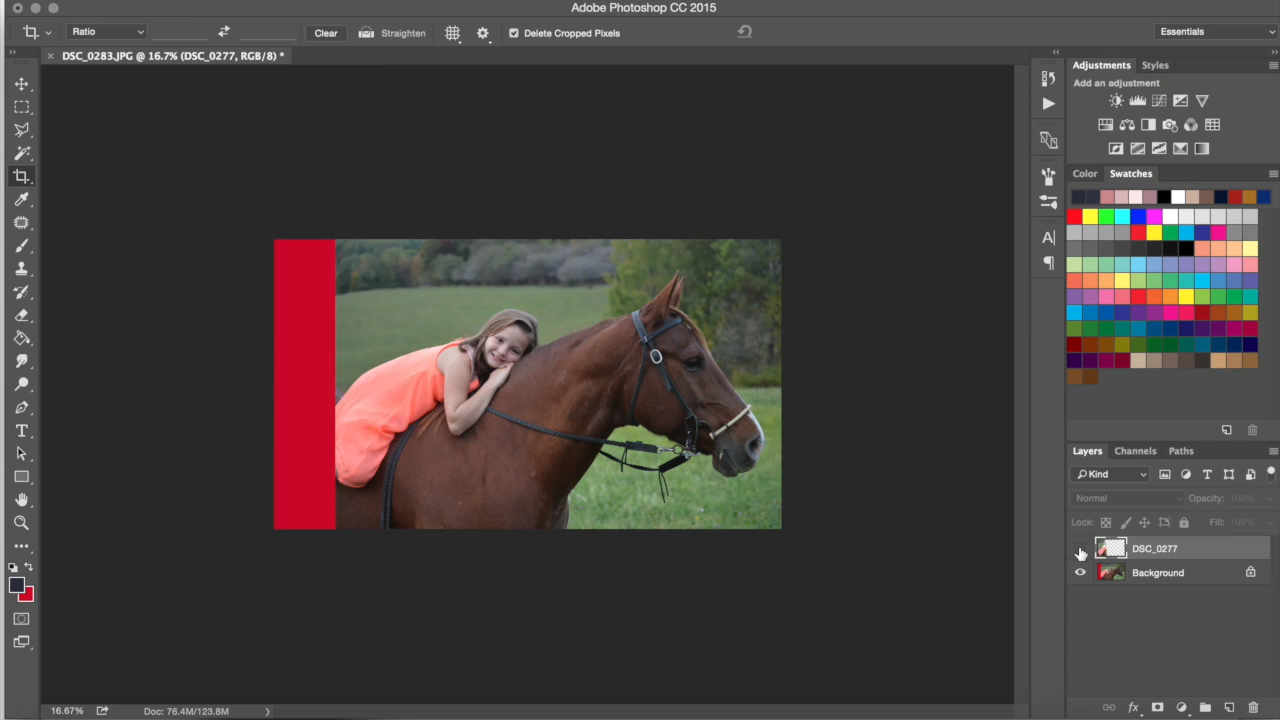 Adobe Photoshop CC 2015
Ratio Clear Straighten Delete Cropped Pixels Essentials
DSC_0283.JPG @ 16.7% (DSC_0277, RGB/8) *
Adjustments Styles
Add an adjustment
Color Swatches
Layers Channels Paths
Kind
Normal Opacity: 100%
Lock: Fill: 100%
DSC_0277
Background
16.67% Doc: 76.4M/123.8M